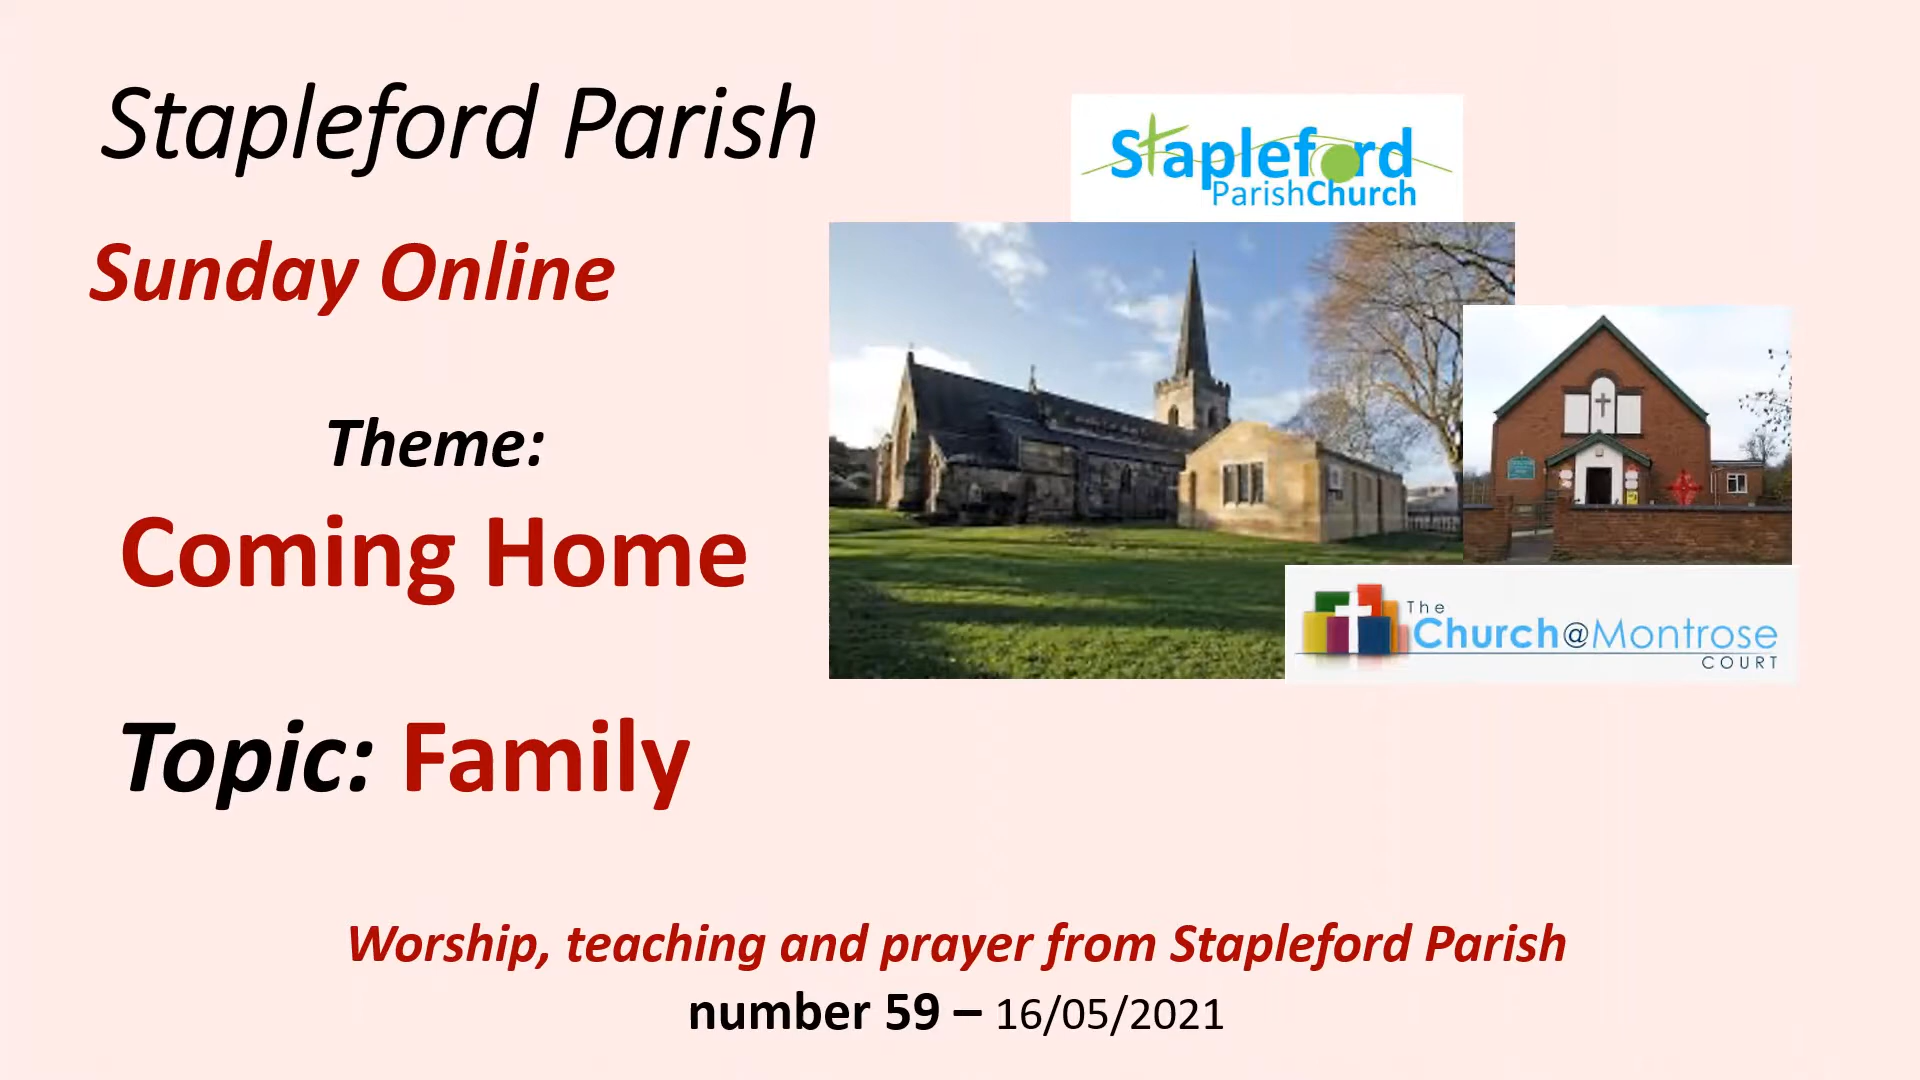 Stapleford Parish
Sunday Online
Theme:
Coming Home
Topic: Family
Stapleford
ParishChurch
The
Church@Montrose
COURT
Worship, teaching and prayer from Stapleford Parish
number 59 – 16/05/2021